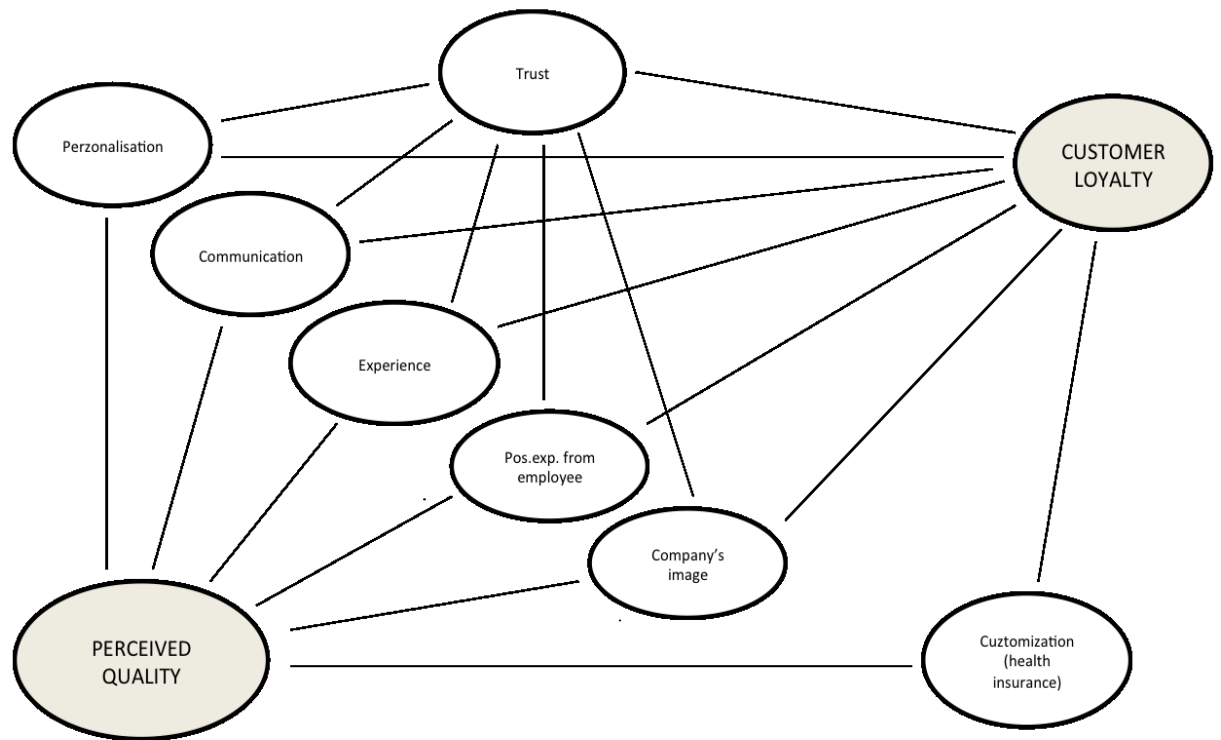 Trust
Perzonalisation
CUSTOMER
LOYALTY
Communication
Experience
Pos.exp. from
employee
Company's
image
PERCEIVED
QUALITY
Cuztomization
(health
insurance)